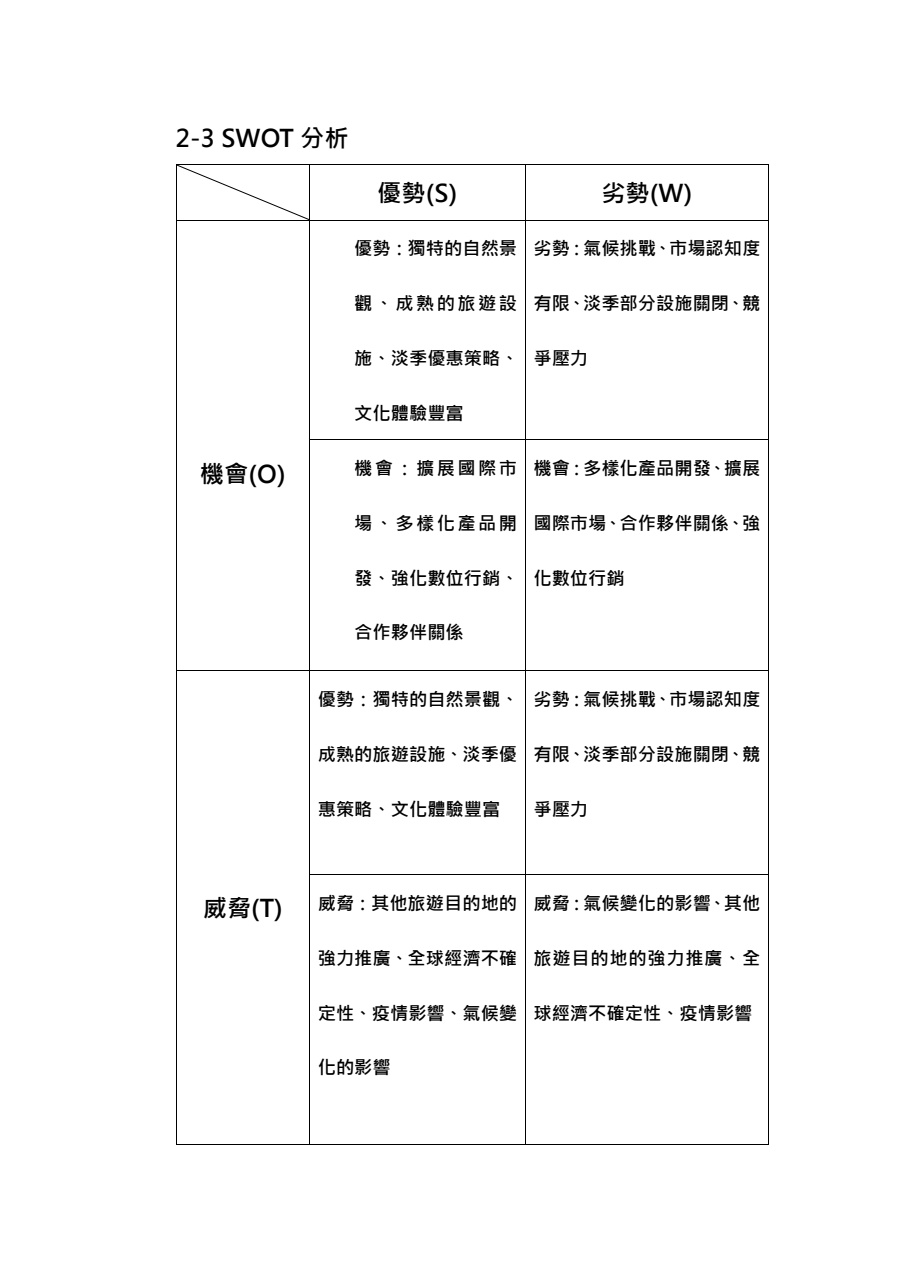 2-3 SWOT 分析
優勢(S)
劣勢(W)
機會(O)
優勢：獨特的自然景
觀、成熟的旅遊設
施、淡季優惠策略、
文化體驗豐富
劣勢：氣候挑戰、市場認知度
有限、淡季部分設施關閉、競
爭壓力
機會：擴展國際市
場、多樣化產品開
發、強化數位行銷、
合作夥伴關係
機會：多樣化產品開發、擴展
國際市場、合作夥伴關係、強
化數位行銷
威脅(T)
優勢：獨特的自然景觀、
成熟的旅遊設施、淡季優
惠策略、文化體驗豐富
劣勢：氣候挑戰、市場認知度
有限、淡季部分設施關閉、競
爭壓力
威脅：其他旅遊目的地的
強力推廣、全球經濟不確
定性、疫情影響、氣候變
化的影響
威脅：氣候變化的影響、其他
旅遊目的地的強力推廣、全
球經濟不確定性、疫情影響